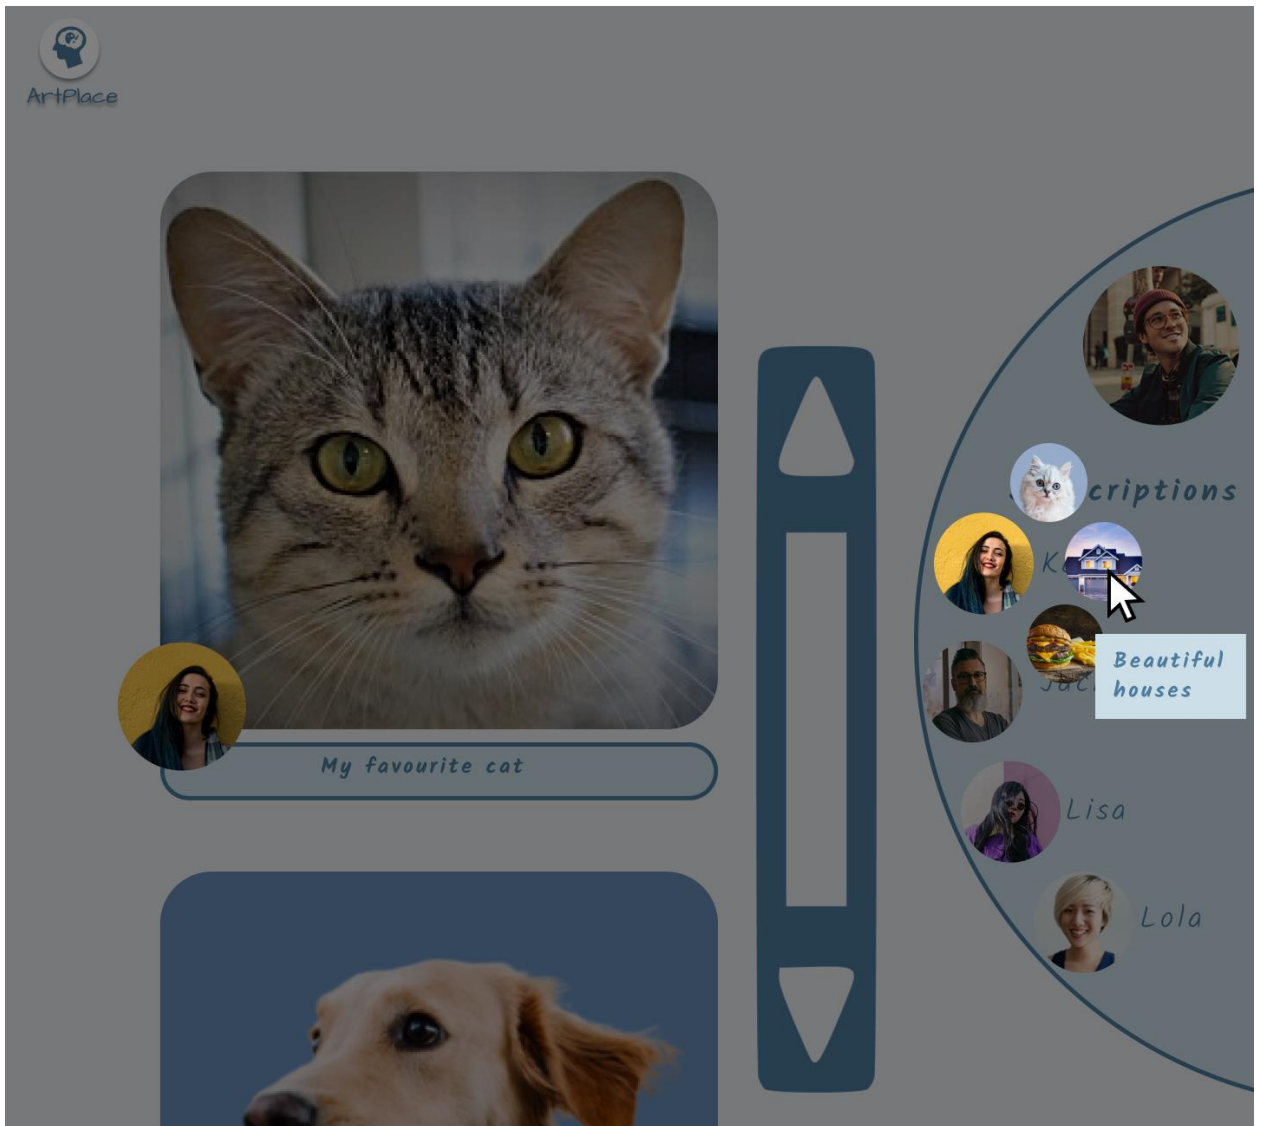 ArtPlace
criptions
Lisa
Lola
Beautiful
houses
My favourite cat